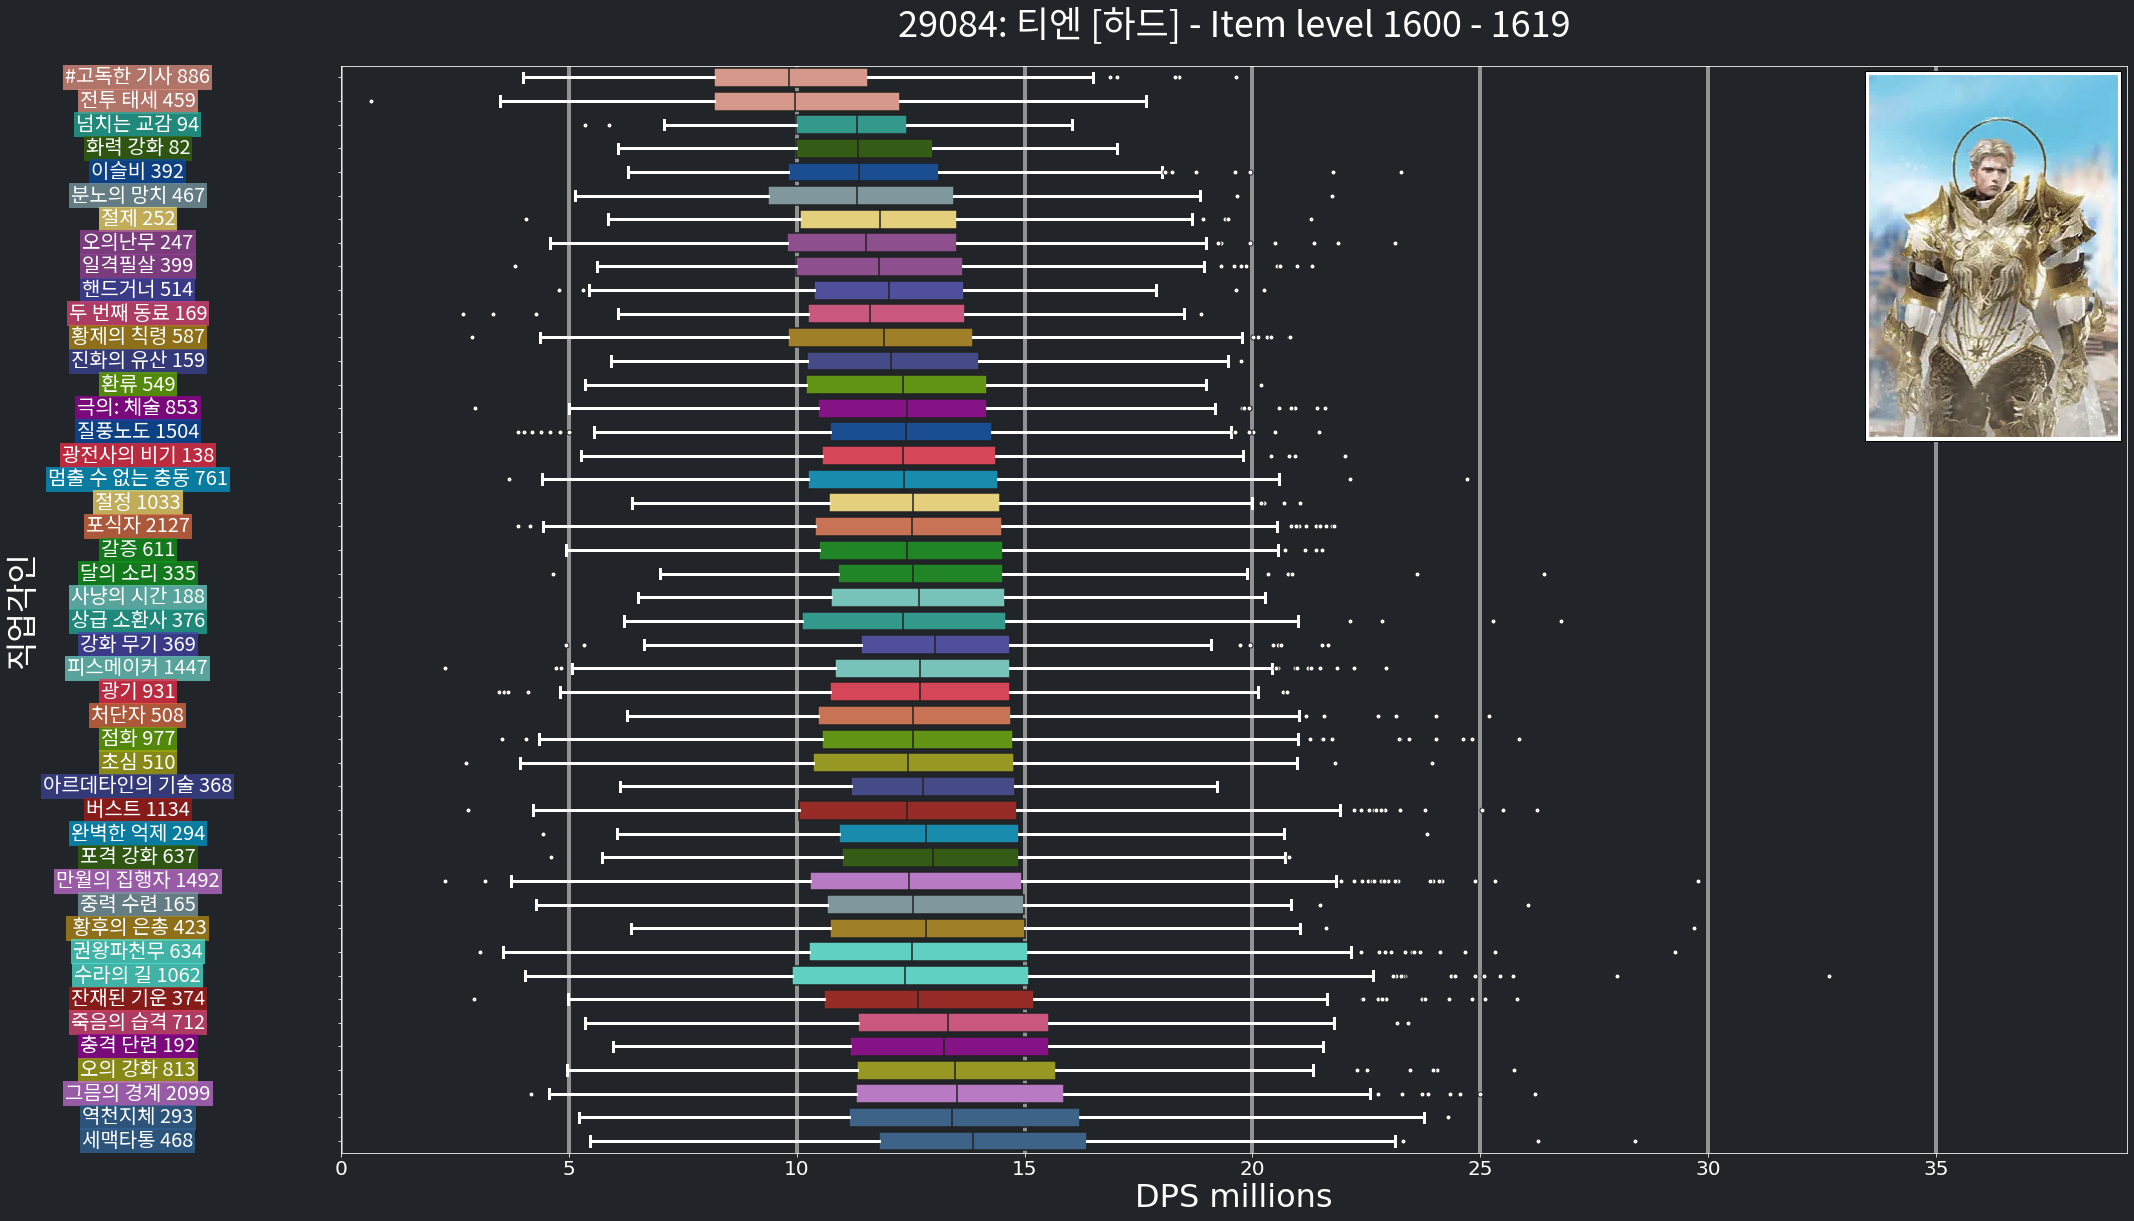 29084: 티엔 [하드] - Item level 1600 - 1619
직업각인
#고독한 기사 886
전투 태세 459
넘치는 교감 94
화력 강화 82
이슬비 392
분노의 망치 467
절제 252
오의난무 247
일격필살 399
핸드거너 514
두 번째 동료 169
황제의 칙령 587
진화의 유산 159
환류 549
극의: 체술 853
질풍노도 1504
광전사의 비기 138
멈출 수 없는 충동 761
절정 1033
포식자 2127
갈증 611
달의 소리 335
사냥의 시간 188
상급 소환사 376
강화 무기 369
피스메이커 1447
광기 931
처단자 508
점화 977
초심 510
아르데타인의 기술 368
버스트 1134
완벽한 억제 294
포격 강화 637
만월의 집행자 1492
중력 수련 165
황후의 은총 423
권왕파천무 634
수라의 길 1062
잔재된 기운 374
죽음의 습격 712
충격 단련 192
오의 강화 813
그믐의 경계 2099
역천지체 293
세맥타통 468
0 5 10 15 20 25 30 35
DPS millions